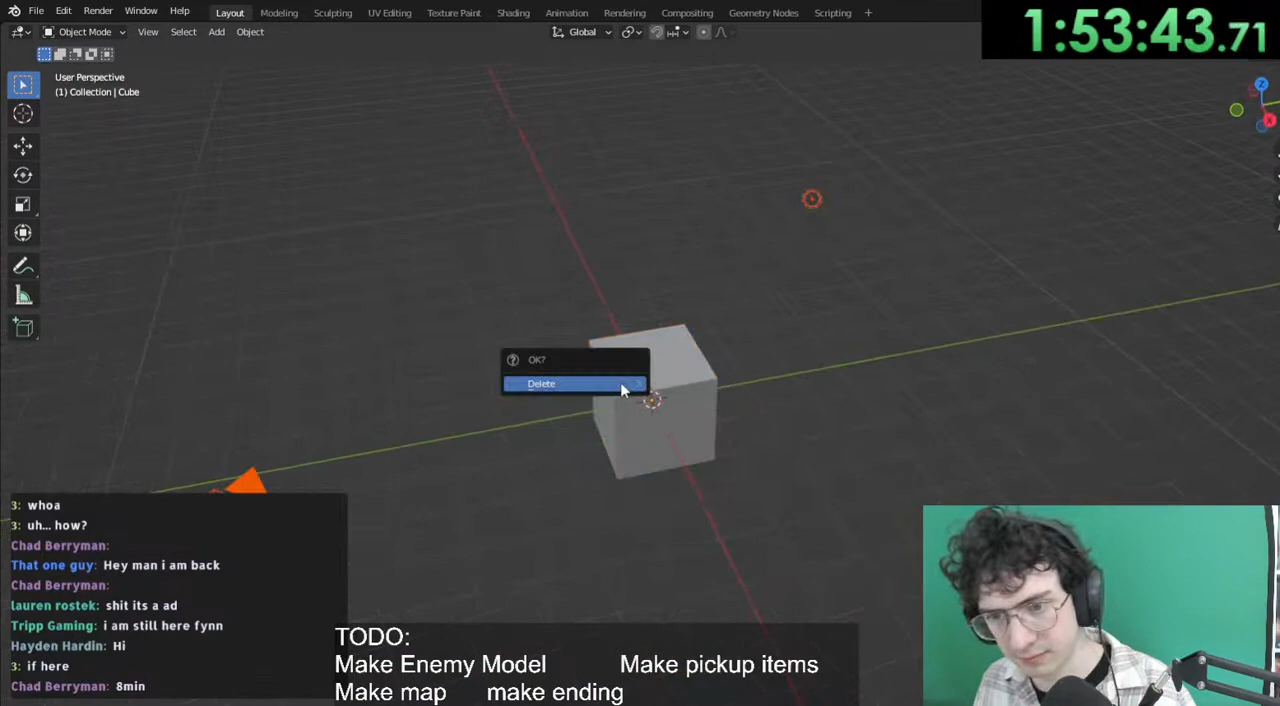 File Edit Render Window Help Layout Modeling Sculpting UV Editing Texture Paint Shading Animation Rendering Compositing Geometry Nodes Scripting +
1:53:43.71
Object Mode View Select Add Object Global
User Perspective
(1) Collection | Cube
Z
X
OK?
Delete
3: whoa
3: uh... how?
Chad Berryman:
That one guy: Hey man i am back
Chad Berryman:
lauren rostek: shit its a ad
Tripp Gaming: i am still here fynn
Hayden Hardin: Hi
3: if here
Chad Berryman: 8min
TODO:
Make Enemy Model Make pickup items
Make map make ending